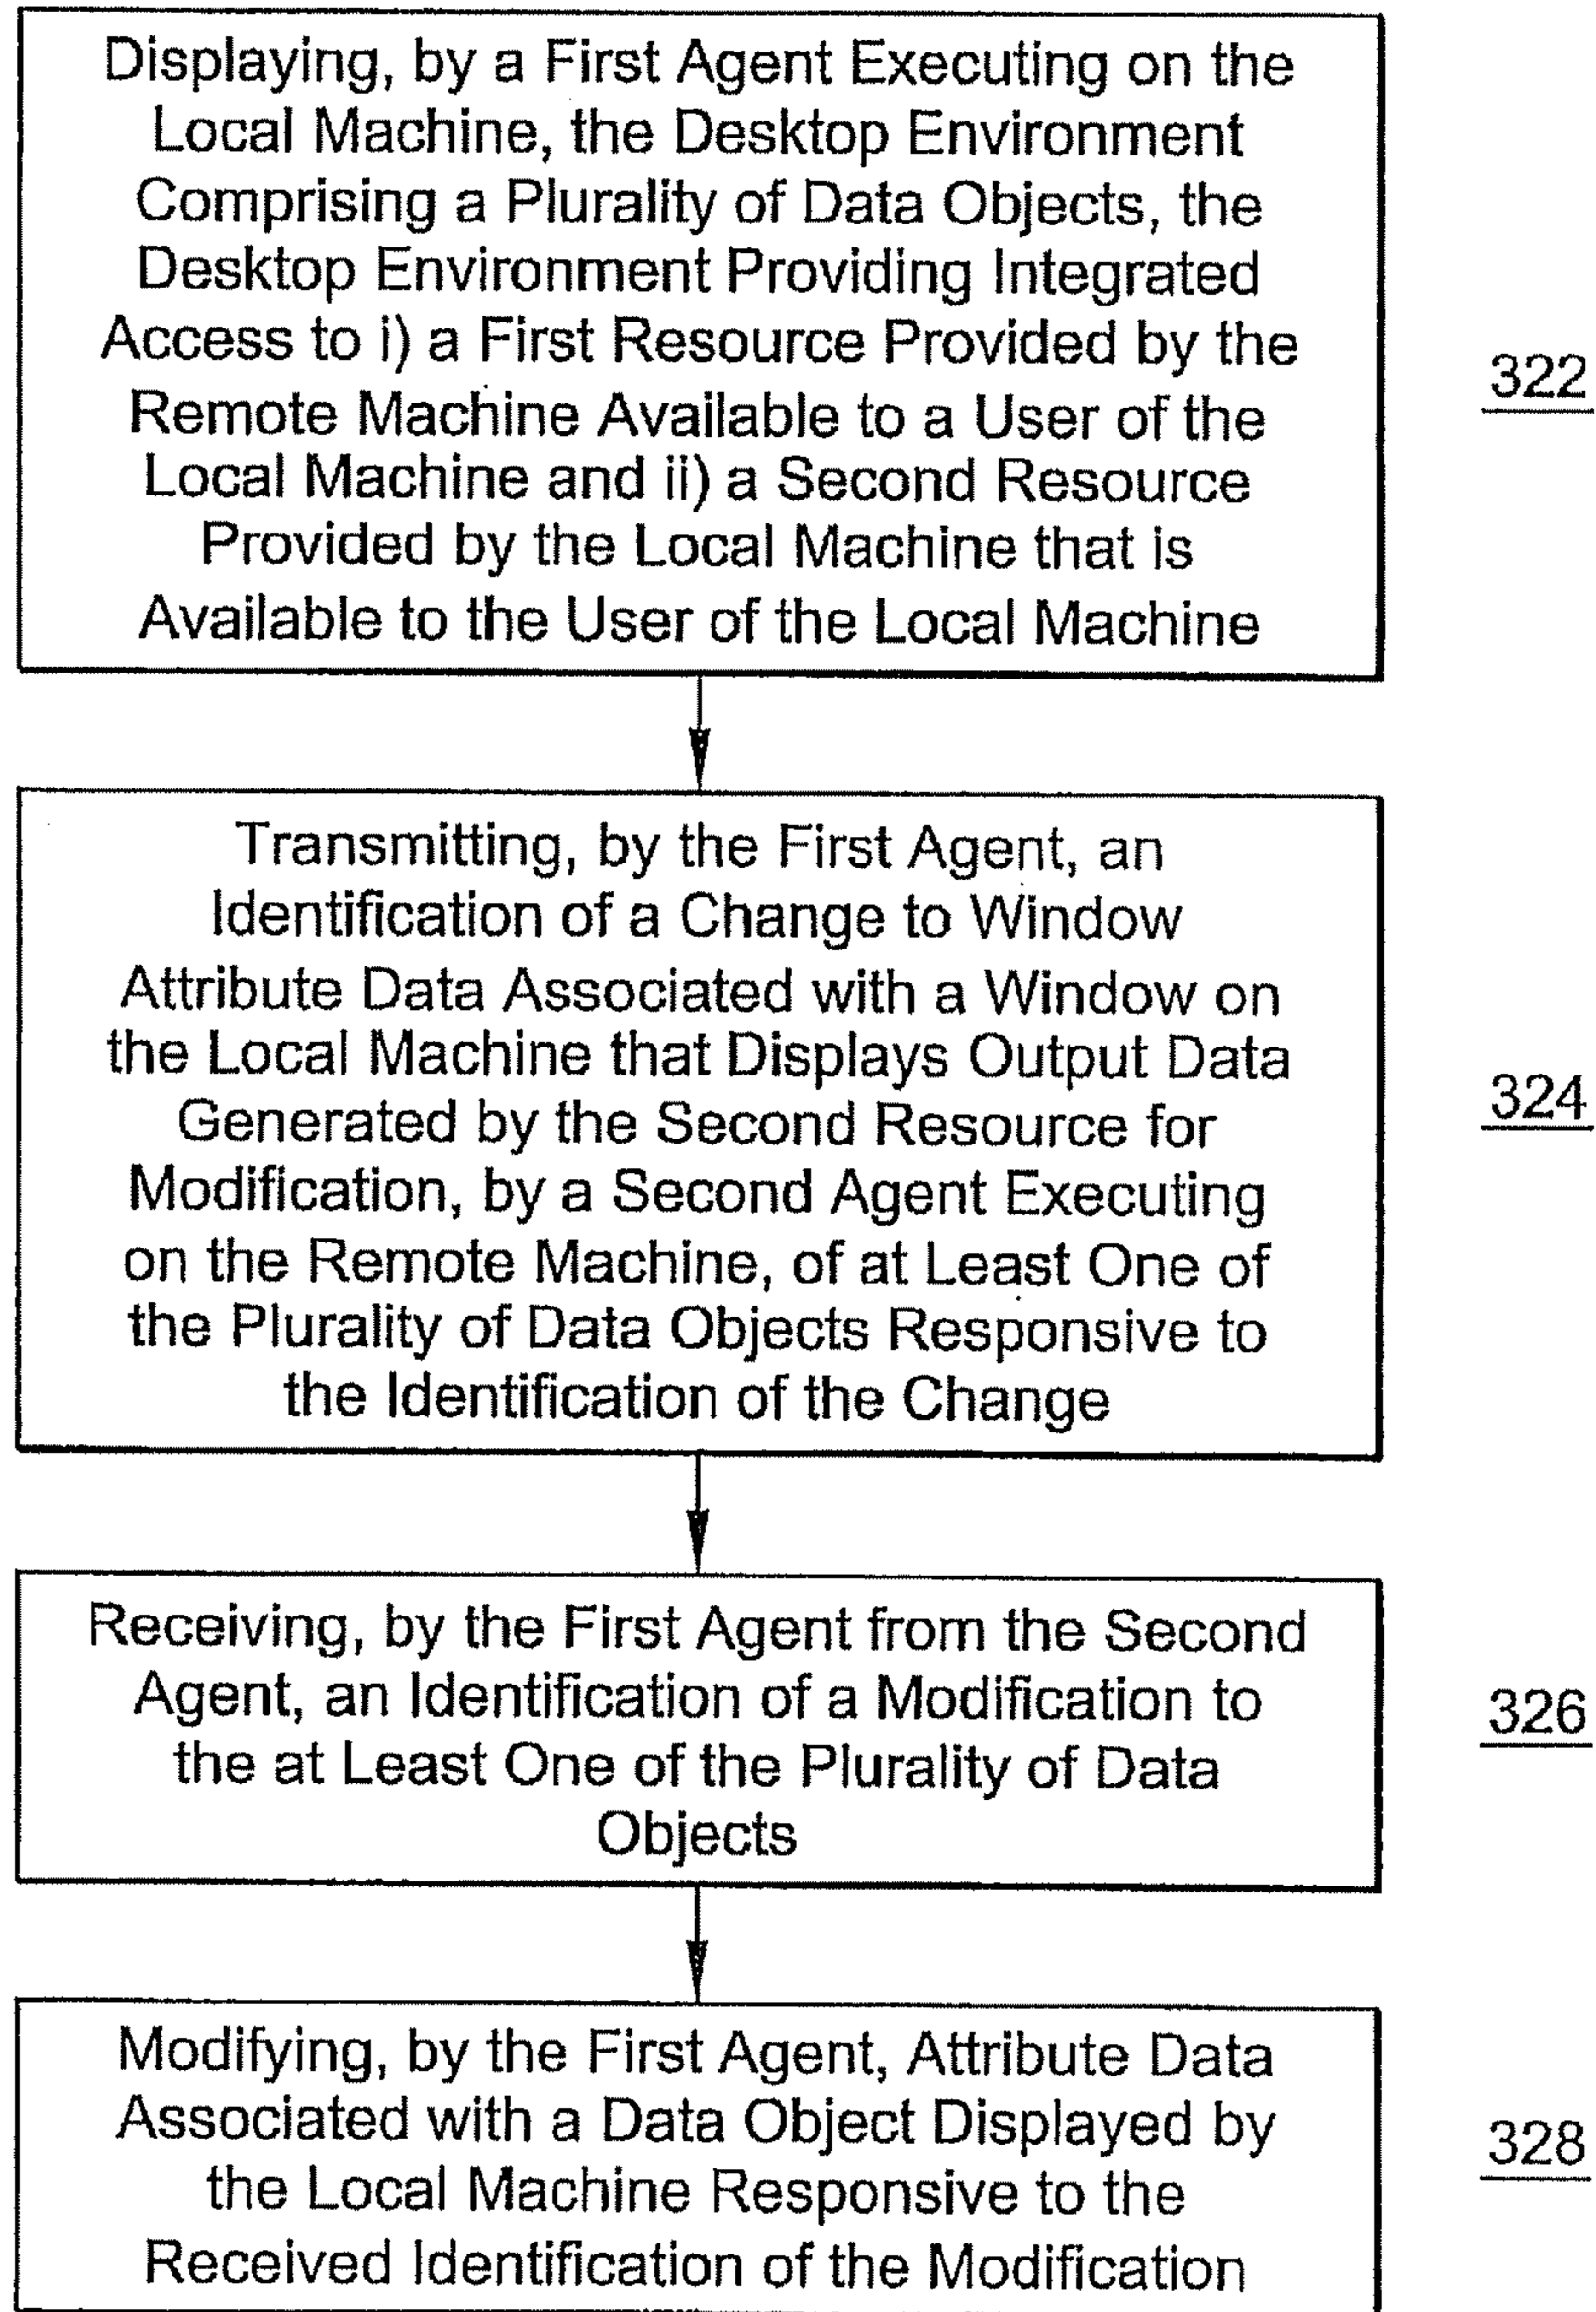 Displaying, by a First Agent Executing on the
Local Machine, the Desktop Environment
Comprising a Plurality of Data Objects, the
Desktop Environment Providing Integrated
Access to i) a First Resource Provided by the
Remote Machine Available to a User of the
Local Machine and ii) a Second Resource
Provided by the Local Machine that is
Available to the User of the Local Machine
322
Transmitting, by the First Agent, an
Identification of a Change to Window
Attribute Data Associated with a Window on
the Local Machine that Displays Output Data
Generated by the Second Resource for
Modification, by a Second Agent Executing
on the Remote Machine, of at Least One of
the Plurality of Data Objects Responsive to
the Identification of the Change
324
Receiving, by the First Agent from the Second
Agent, an Identification of a Modification to
the at Least One of the Plurality of Data
Objects
326
Modifying, by the First Agent, Attribute Data
Associated with a Data Object Displayed by
the Local Machine Responsive to the
Received Identification of the Modification
328